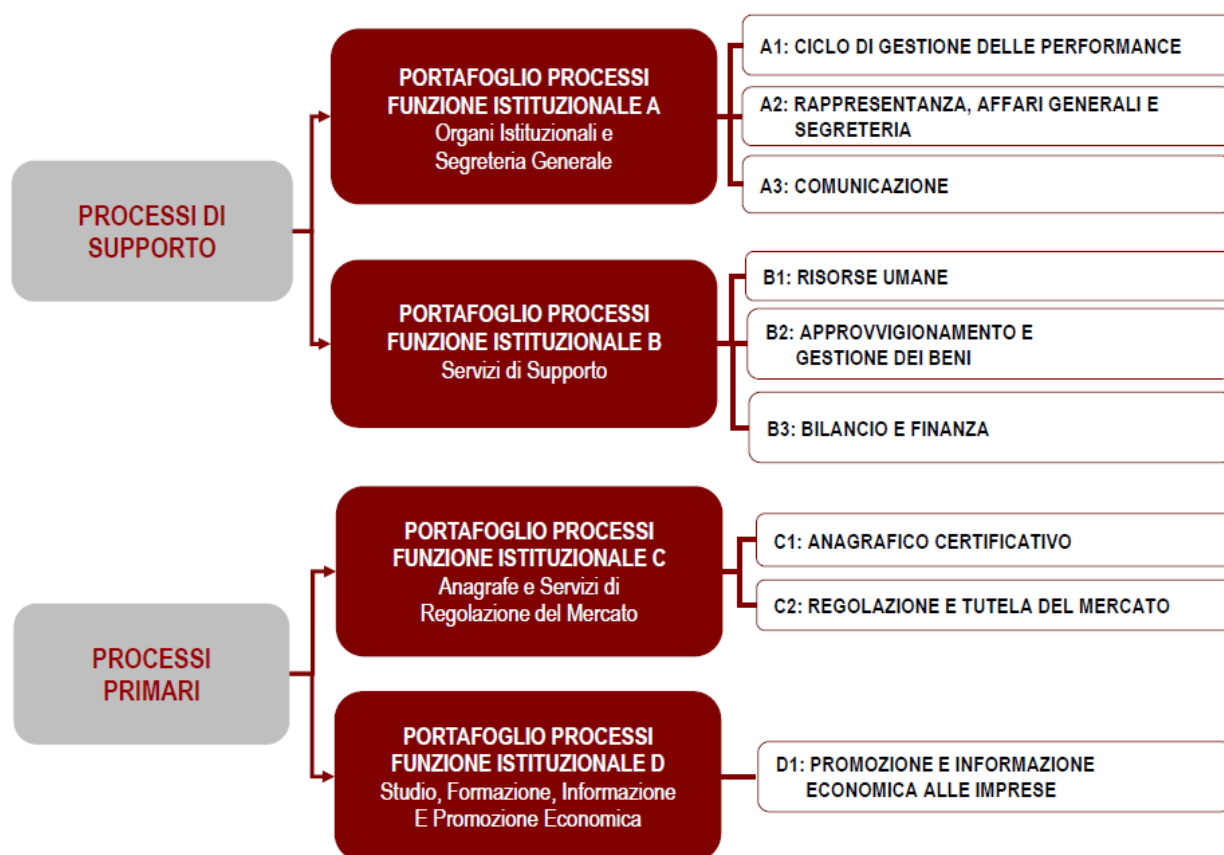 PROCESSI DI
SUPPORTO
PORTAFOGLIO PROCESSI
FUNZIONE ISTITUZIONALE A
Organi Istituzionali e
Segreteria Generale
A1: CICLO DI GESTIONE DELLE PERFORMANCE
A2: RAPPRESENTANZA, AFFARI GENERALI E
SEGRETERIA
A3: COMUNICAZIONE
PORTAFOGLIO PROCESSI
FUNZIONE ISTITUZIONALE B
Servizi di Supporto
B1: RISORSE UMANE
B2: APPROVVIGIONAMENTO E
GESTIONE DEI BENI
B3: BILANCIO E FINANZA
PROCESSI
PRIMARI
PORTAFOGLIO PROCESSI
FUNZIONE ISTITUZIONALE C
Anagrafe e Servizi di
Regolazione del Mercato
C1: ANAGRAFICO CERTIFICATIVO
C2: REGOLAZIONE E TUTELA DEL MERCATO
PORTAFOGLIO PROCESSI
FUNZIONE ISTITUZIONALE D
Studio, Formazione, Informazione
E Promozione Economica
D1: PROMOZIONE E INFORMAZIONE
ECONOMICA ALLE IMPRESE